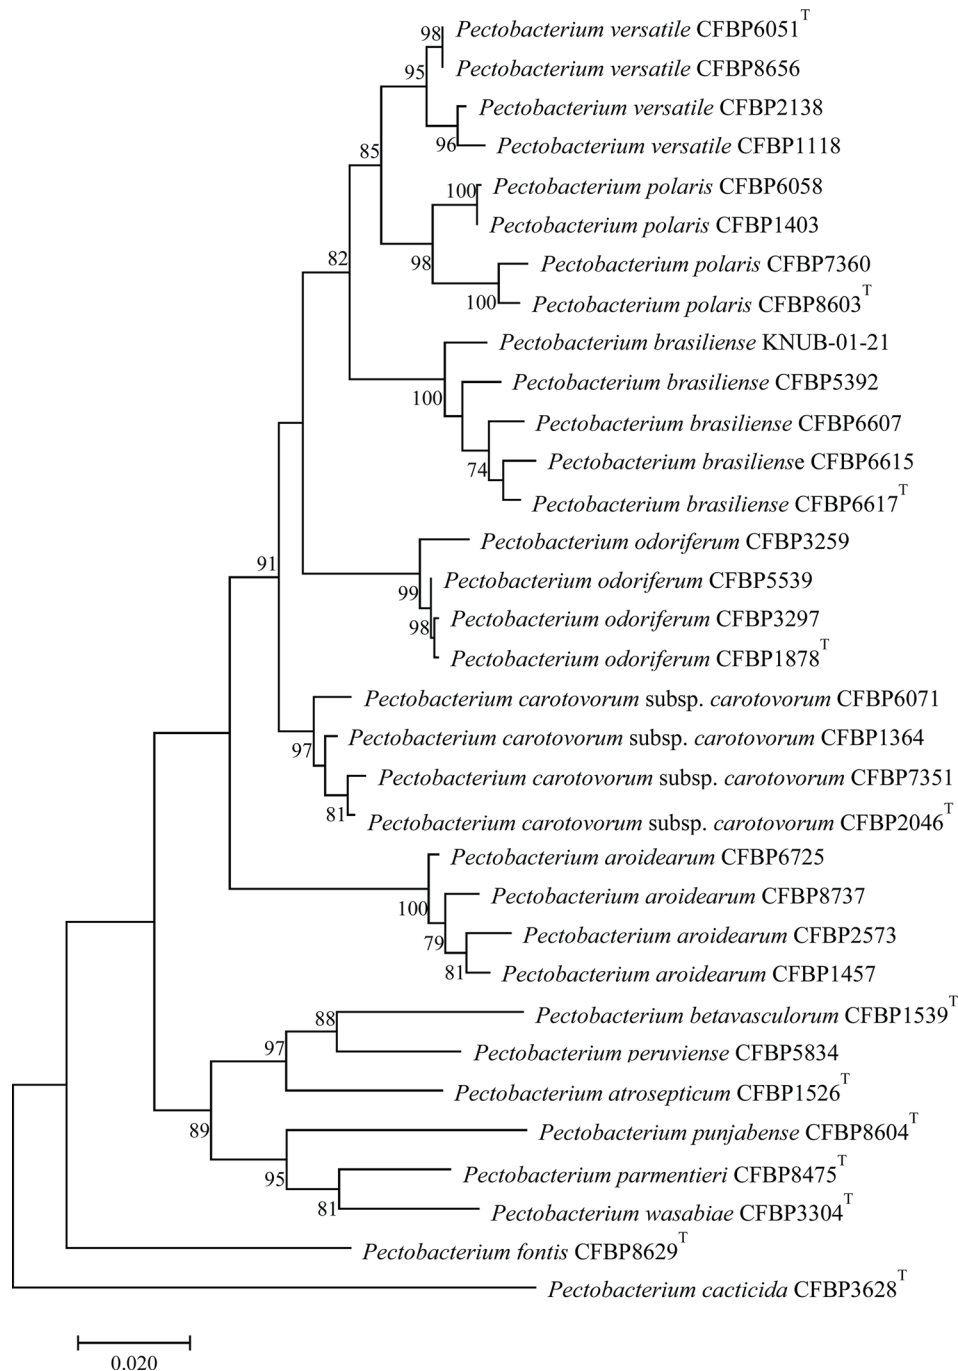 98
Pectobacterium versatile CFBP6051T
Pectobacterium versatile CFBP8656
95
Pectobacterium versatile CFBP2138
96
Pectobacterium versatile CFBP1118
85
100
Pectobacterium polaris CFBP6058
Pectobacterium polaris CFBP1403
98
Pectobacterium polaris CFBP7360
82
100
Pectobacterium polaris CFBP8603T
Pectobacterium brasiliense KNUB-01-21
Pectobacterium brasiliense CFBP5392
100
Pectobacterium brasiliense CFBP6607
Pectobacterium brasiliense CFBP6615
74
Pectobacterium brasiliense CFBP6617T
Pectobacterium odoriferum CFBP3259
91
Pectobacterium odoriferum CFBP5539
99
Pectobacterium odoriferum CFBP3297
98
Pectobacterium odoriferum CFBP1878T
Pectobacterium carotovorum subsp. carotovorum CFBP6071
Pectobacterium carotovorum subsp. carotovorum CFBP1364
97
Pectobacterium carotovorum subsp. carotovorum CFBP7351
81
Pectobacterium carotovorum subsp. carotovorum CFBP2046T
Pectobacterium aroidearum CFBP6725
Pectobacterium aroidearum CFBP8737
100
Pectobacterium aroidearum CFBP2573
79
81
Pectobacterium aroidearum CFBP1457
88
Pectobacterium betavasculorum CFBP1539T
97
Pectobacterium peruviense CFBP5834
Pectobacterium atrosepticum CFBP1526T
89
Pectobacterium punjabense CFBP8604T
95
Pectobacterium parmentieri CFBP8475T
81
Pectobacterium wasabiae CFBP3304T
Pectobacterium fontis CFBP8629T
Pectobacterium cacticida CFBP3628T
0.020